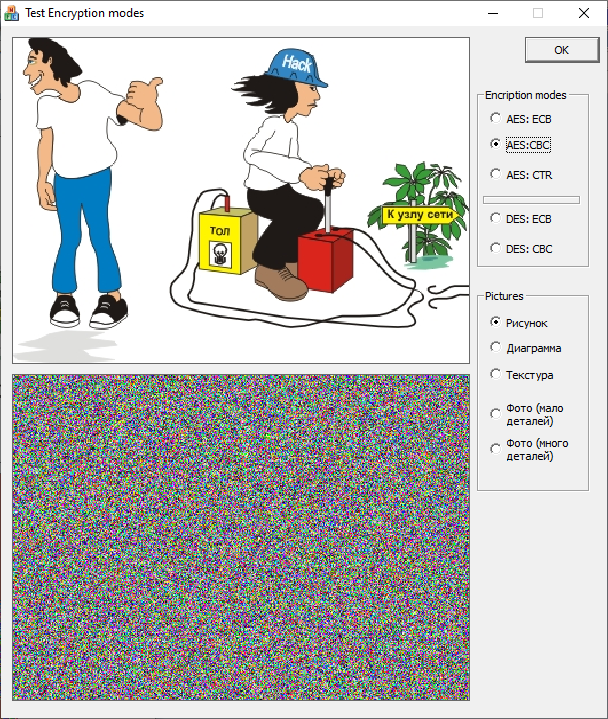 Test Encryption modes
Hack
ТОЛ
К узлу сети
OK
Encription modes
AES: ECB
AES:CBC
AES: CTR
DES: ECB
DES: CBC
Pictures
Рисунок
Диаграмма
Текстура
Фото (мало
деталей)
Фото (много
деталей)